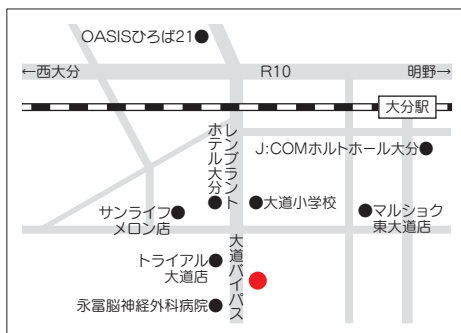 OASISひろば21
←西大分
R10
明野→
大分駅
レンブラント
ホテル大分
J:COMホルトホール大分
大道小学校
サンライフ
メロン店
マルショク
東大道店
トライアル
大道店
大道バイパス
永冨脳神経外科病院